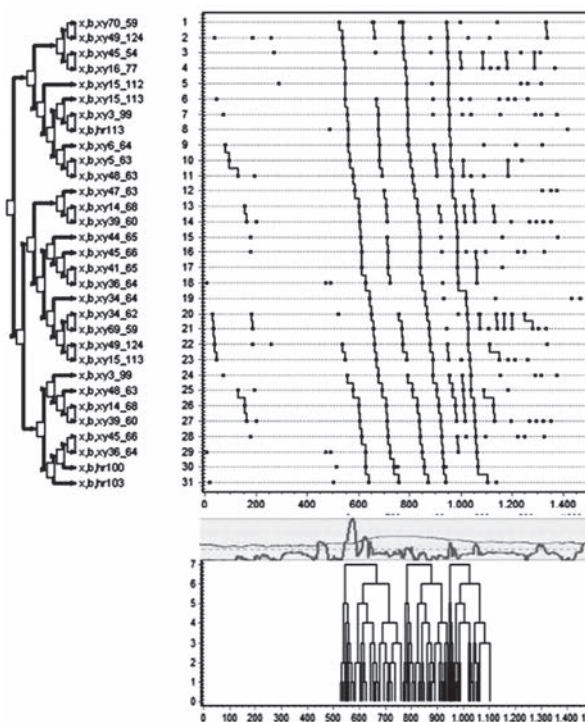 x,b,xy70_59 1
x,b,xy49_124 2
x,b,xy45_54 3
x,b,xy16_77 4
x,b,xy15_112 5
x,b,xy15_113 6
x,b,xy3_99 7
x,b,hr113 8
x,b,xy6_64 9
x,b,xy5_63 10
x,b,xy48_63 11
x,b,xy47_63 12
x,b,xy14_68 13
x,b,xy39_60 14
x,b,xy44_65 15
x,b,xy45_66 16
x,b,xy41_65 17
x,b,xy36_64 18
x,b,xy34_64 19
x,b,xy34_62 20
x,b,xy69_59 21
x,b,xy49_124 22
x,b,xy15_113 23
x,b,xy3_99 24
x,b,xy48_63 25
x,b,xy14_68 26
x,b,xy39_60 27
x,b,xy45_66 28
x,b,xy36_64 29
x,b,hr100 30
x,b,hr103 31
0 200 400 600 800 1.000 1.200 1.400
7
6
5
4
3
2
1
0
0 100 200 300 400 500 600 700 800 900 1.000 1.100 1.200 1.300 1.400